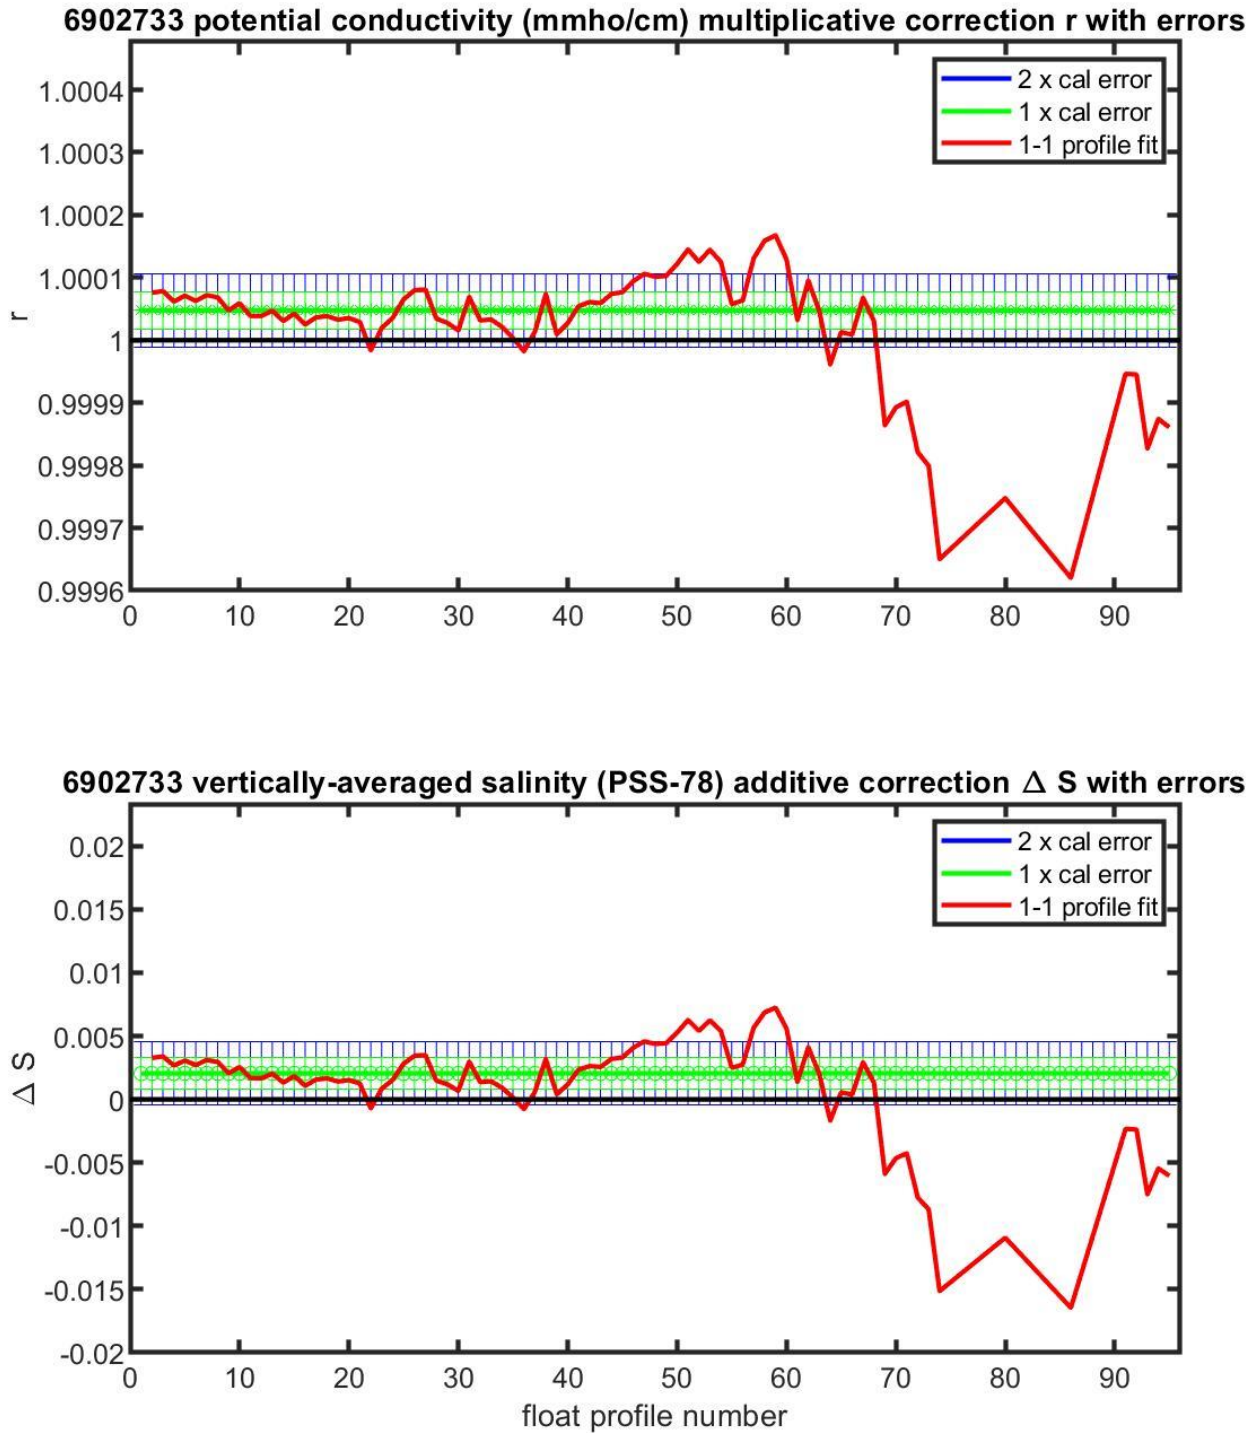 6902733 potential conductivity (mmho/cm) multiplicative correction r with errors
1.0004
1.0003
1.0002
1.0001
1
0.9999
0.9998
0.9997
0.9996
r
2 x cal error
1 x cal error
1-1 profile fit
0 10 20 30 40 50 60 70 80 90
6902733 vertically-averaged salinity (PSS-78) additive correction Δ S with errors
0.02
0.015
0.01
0.005
0
-0.005
-0.01
-0.015
-0.02
Δ S
2 x cal error
1 x cal error
1-1 profile fit
0 10 20 30 40 50 60 70 80 90
float profile number